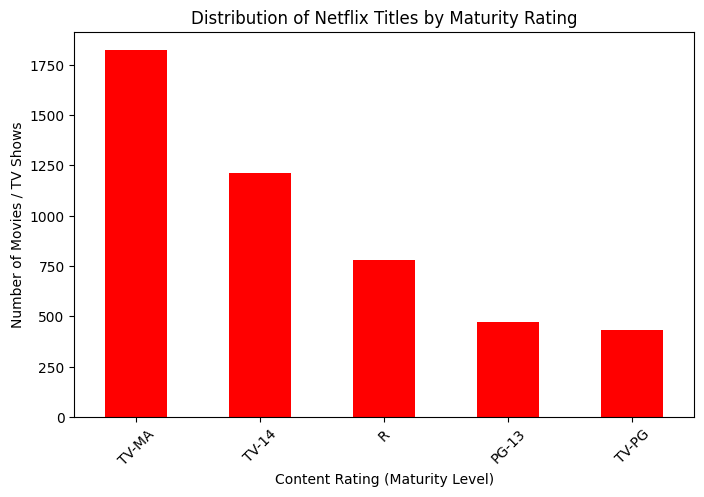 Distribution of Netflix Titles by Maturity Rating
Number of Movies / TV Shows
1750
1500
1250
1000
750
500
250
0
TV-MA
TV-14
R
PG-13
TV-PG
Content Rating (Maturity Level)